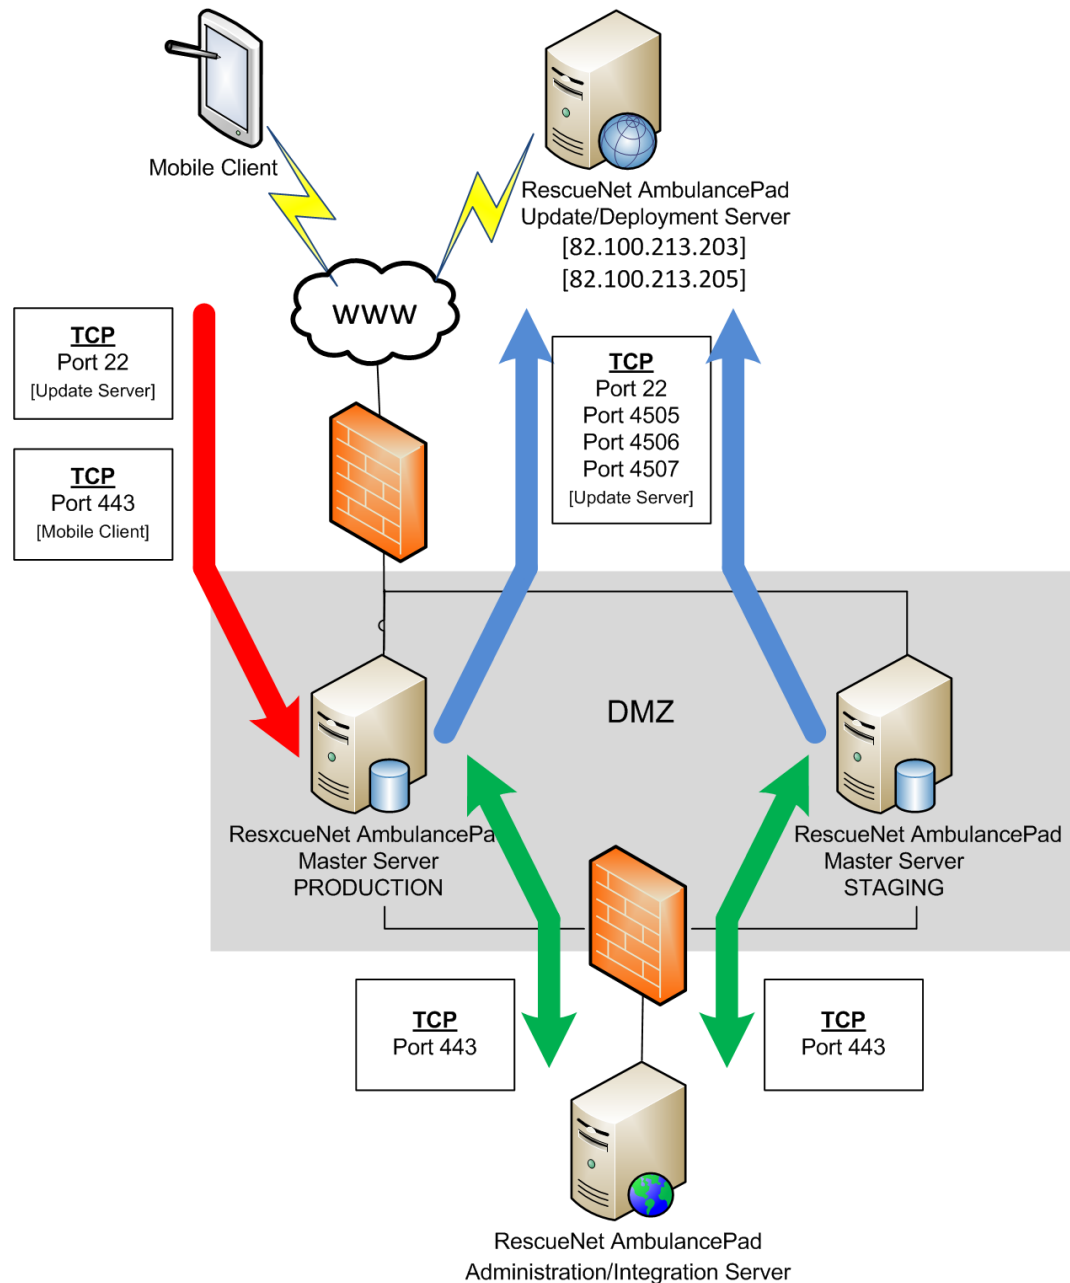 Mobile Client
RescueNet AmbulancePad
Update/Deployment Server
[82.100.213.203]
[82.100.213.205]
www
TCP
Port 22
[Update Server]
TCP
Port 443
[Mobile Client]
TCP
Port 22
Port 4505
Port 4506
Port 4507
[Update Server]
DMZ
ResxcueNet AmbulancePa
Master Server
PRODUCTION
RescueNet AmbulancePad
Master Server
STAGING
TCP
Port 443
TCP
Port 443
RescueNet AmbulancePad
Administration/Integration Server